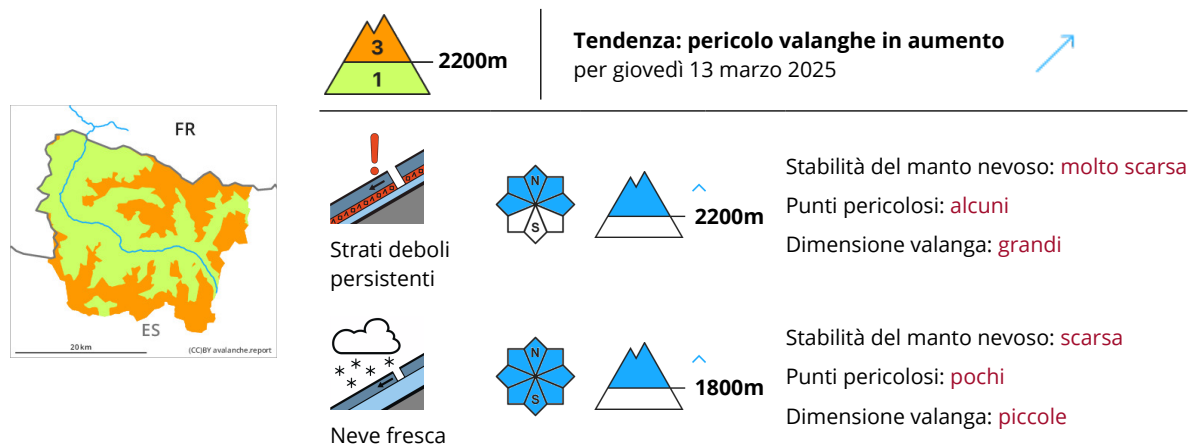 3
1
2200m
Tendenza: pericolo valanghe in aumento
per giovedì 13 marzo 2025
FR
ES
20 km
(CC)BY avalanche.report
Strati deboli
persistenti
N
S
2200m
Stabilità del manto nevoso: molto scarsa
Punti pericolosi: alcuni
Dimensione valanga: grandi
Neve fresca
N
S
1800m
Stabilità del manto nevoso: scarsa
Punti pericolosi: pochi
Dimensione valanga: piccole